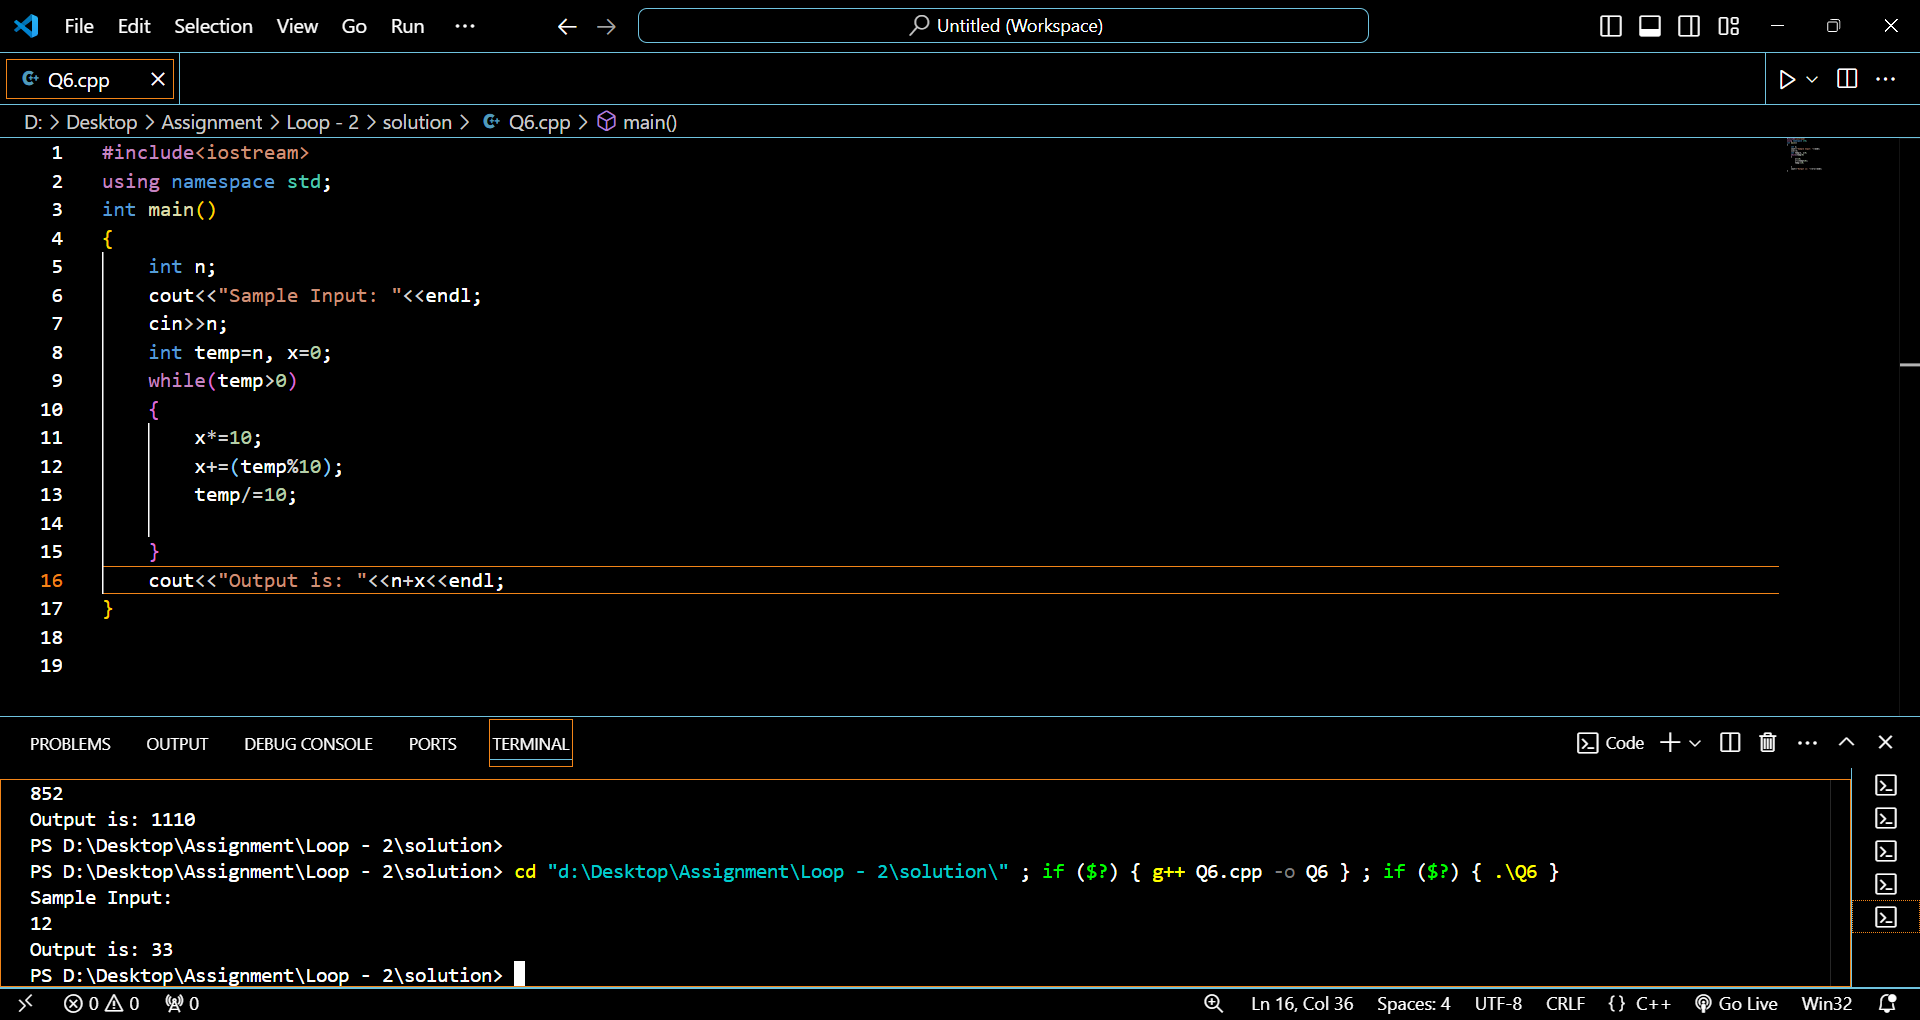 File Edit Selection View Go Run ··· Untitled (Workspace)
Q6.cpp
D: > Desktop > Assignment > Loop - 2 > solution > Q6.cpp > main()
1 #include<iostream>
2 using namespace std;
3 int main()
4 {
5 int n;
6 cout<<"Sample Input: "<<endl;
7 cin>>n;
8 int temp=n, x=0;
9 while(temp>0)
10 {
11 x*=10;
12 x+=(temp%10);
13 temp/=10;
14
15 }
16 cout<<"Output is: "<<n+x<<endl;
17 }
18
19
PROBLEMS OUTPUT DEBUG CONSOLE PORTS TERMINAL Code
852
Output is: 1110
PS D:\Desktop\Assignment\Loop - 2\solution>
PS D:\Desktop\Assignment\Loop - 2\solution> cd "d:\Desktop\Assignment\Loop - 2\solution\" ; if ($?) { g++ Q6.cpp -o Q6 } ; if ($?) { .\Q6 }
Sample Input:
12
Output is: 33
PS D:\Desktop\Assignment\Loop - 2\solution>
0 0 0 Ln 16, Col 36 Spaces: 4 UTF-8 CRLF {} C++ Go Live Win32